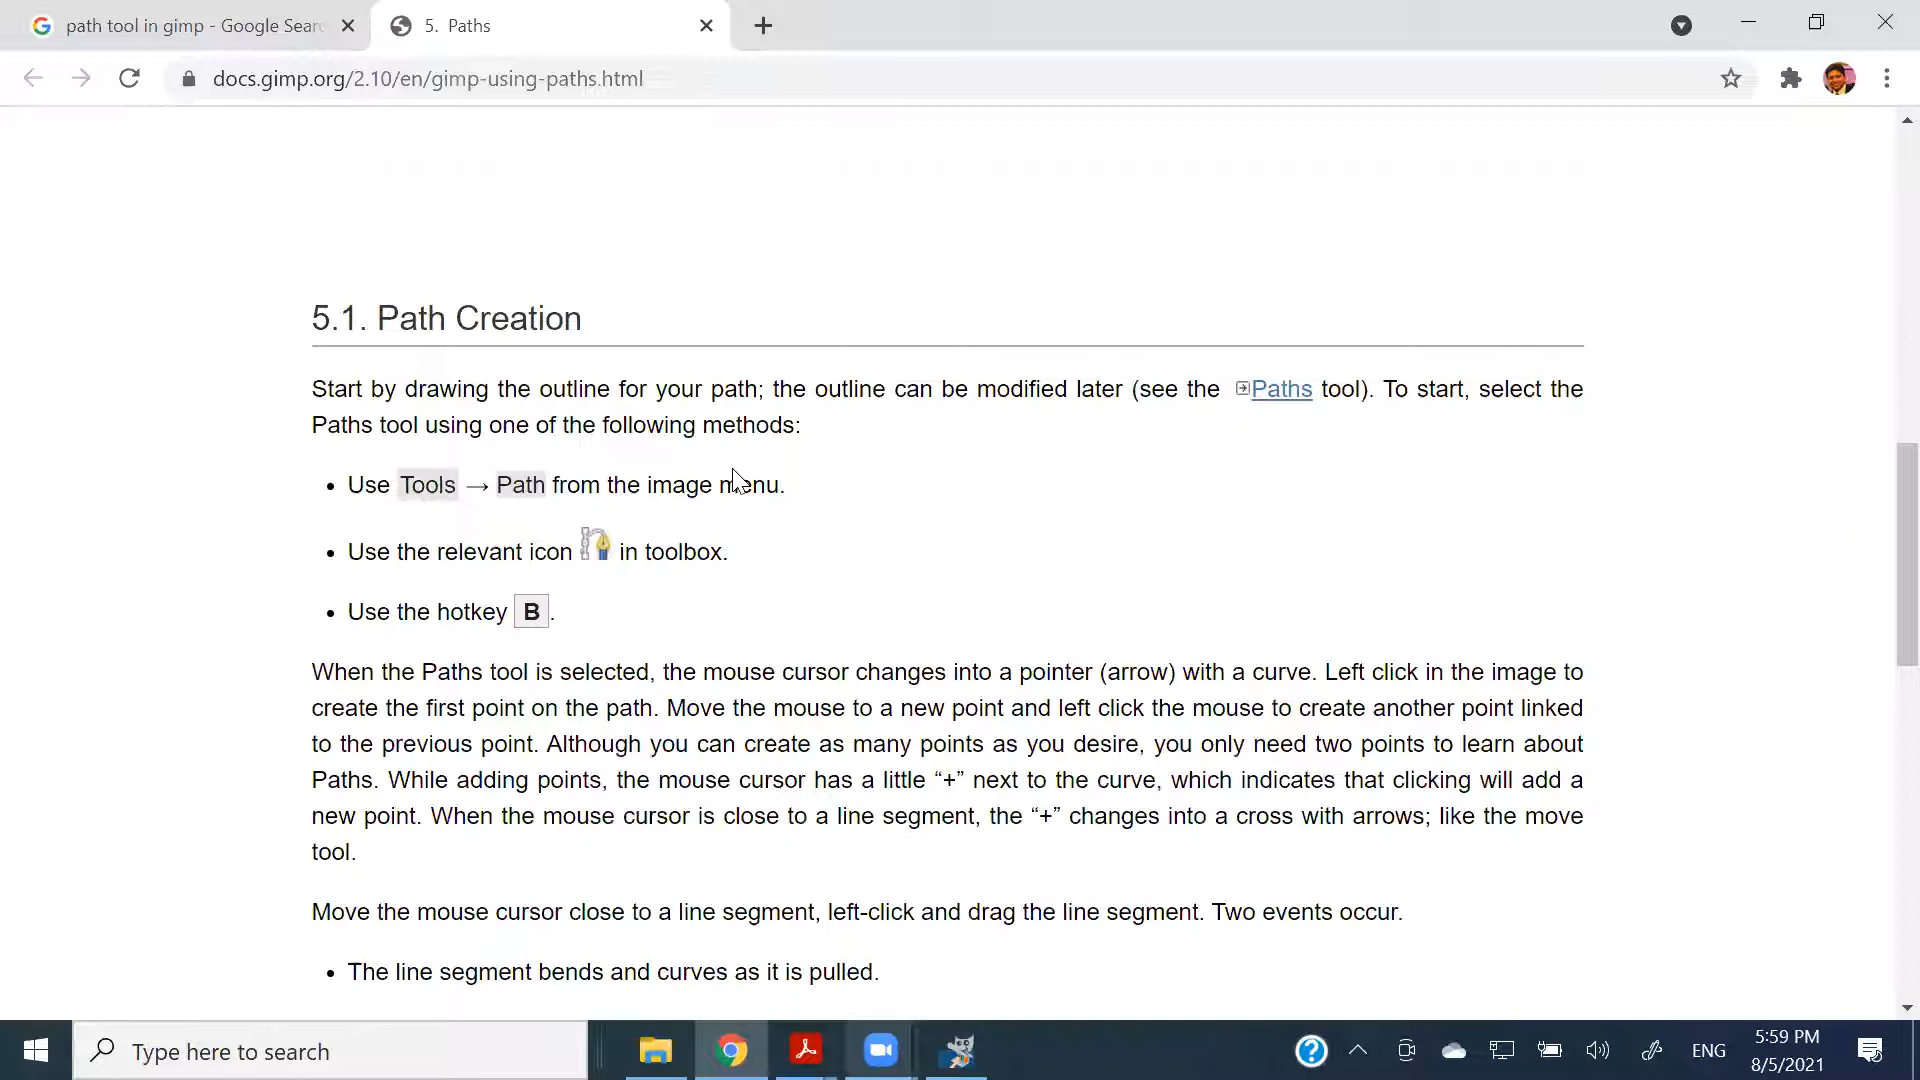 path tool in gimp - Google Sear
5. Paths
docs.gimp.org/2.10/en/gimp-using-paths.html
5.1. Path Creation
Start by drawing the outline for your path; the outline can be modified later (see the Paths tool). To start, select the
Paths tool using one of the following methods:
• Use Tools → Path from the image menu.
• Use the relevant icon in toolbox.
• Use the hotkey B.
When the Paths tool is selected, the mouse cursor changes into a pointer (arrow) with a curve. Left click in the image to
create the first point on the path. Move the mouse to a new point and left click the mouse to create another point linked
to the previous point. Although you can create as many points as you desire, you only need two points to learn about
Paths. While adding points, the mouse cursor has a little “+” next to the curve, which indicates that clicking will add a
new point. When the mouse cursor is close to a line segment, the “+” changes into a cross with arrows; like the move
tool.
Move the mouse cursor close to a line segment, left-click and drag the line segment. Two events occur.
• The line segment bends and curves as it is pulled.
Type here to search
ENG
5:59 PM
8/5/2021